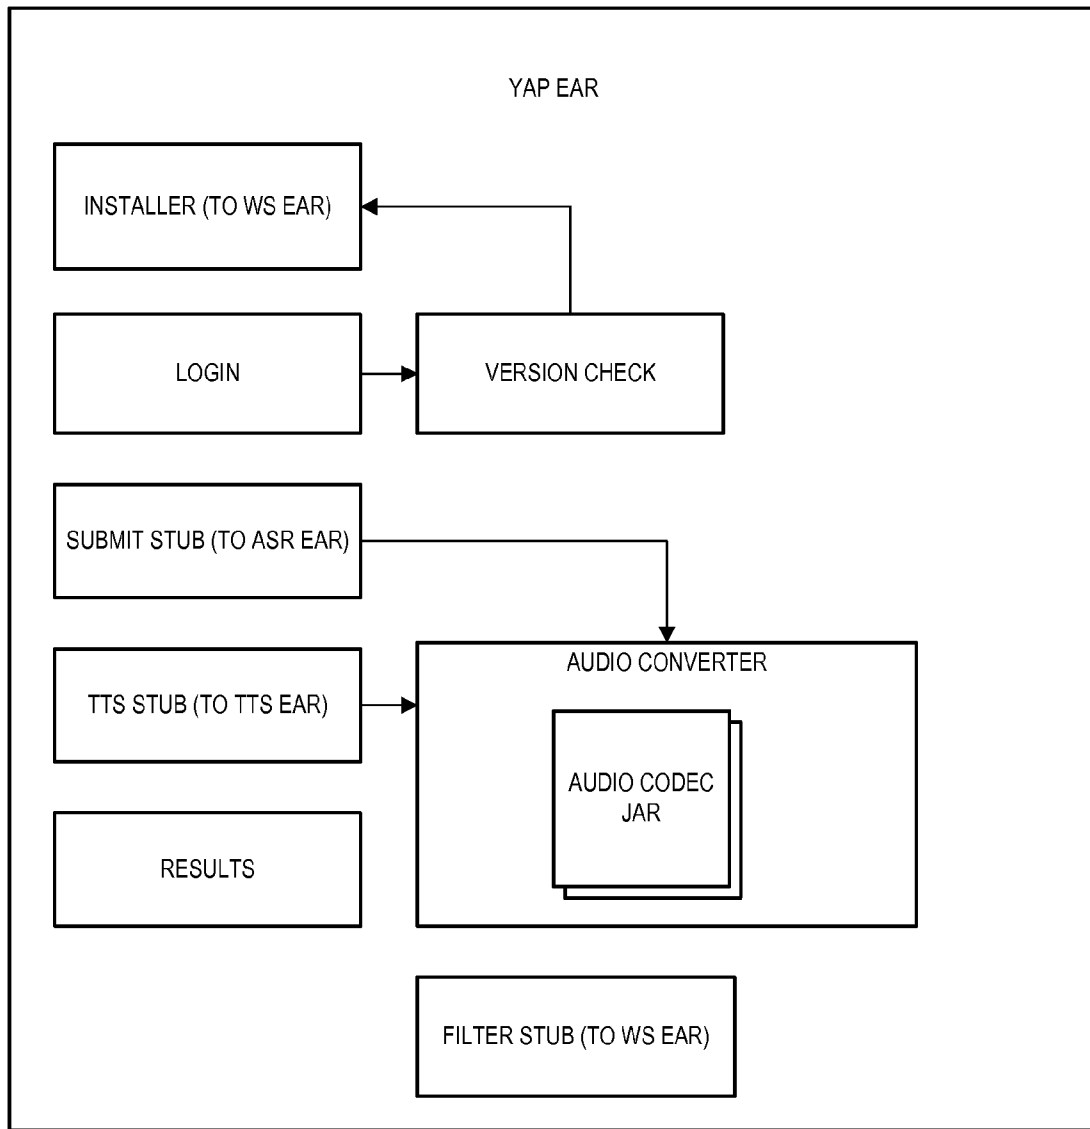 YAP EAR
INSTALLER (TO WS EAR)
LOGIN
VERSION CHECK
SUBMIT STUB (TO ASR EAR)
AUDIO CONVERTER
TTS STUB (TO TTS EAR)
AUDIO CODEC
JAR
RESULTS
FILTER STUB (TO WS EAR)